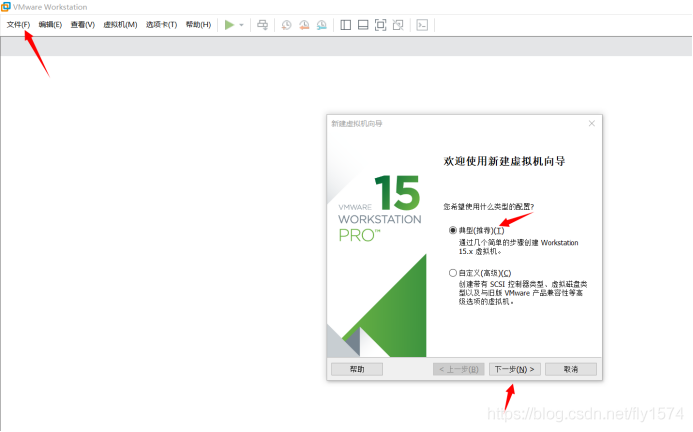 VMware Workstation
文件(F) 编辑(E) 查看(V) 虚拟机(M) 选项卡(T) 帮助(H)
新建虚拟机向导
欢迎使用新建虚拟机向导
VMWARE 15
WORKSTATION
PRO™
您希望使用什么类型的配置?
典型(推荐)(T)
通过几个简单的步骤创建 Workstation
15.x 虚拟机。
自定义(高级)(C)
创建带有 SCSI 控制器类型、虚拟磁盘类
型以及与旧版 VMware 产品兼容性等高
级选项的虚拟机。
帮助 < 上一步(B) 下一步(N) > 取消
https://blog.csdn.net/fly1574